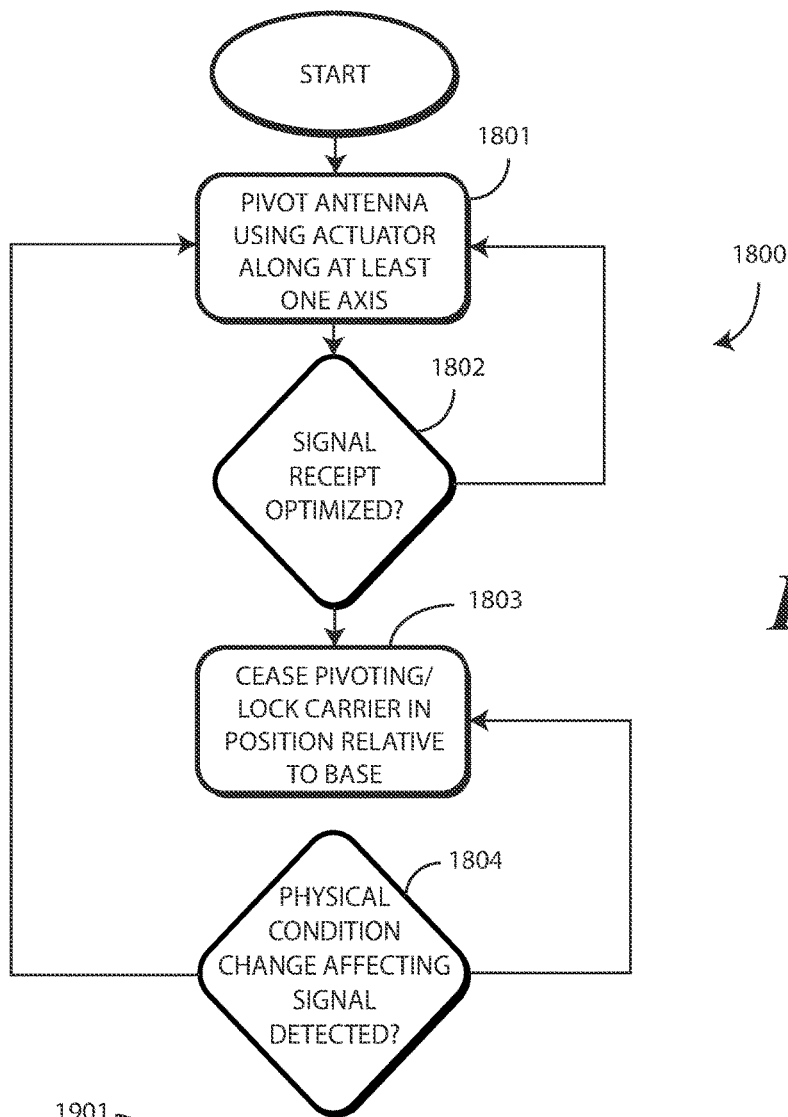 START
1801
PIVOT ANTENNA
USING ACTUATOR
ALONG AT LEAST
ONE AXIS
1800
1802
SIGNAL
RECEIPT
OPTIMIZED?
1803
CEASE PIVOTING/
LOCK CARRIER IN
POSITION RELATIVE
TO BASE
1804
PHYSICAL
CONDITION
CHANGE AFFECTING
SIGNAL
DETECTED?
1901